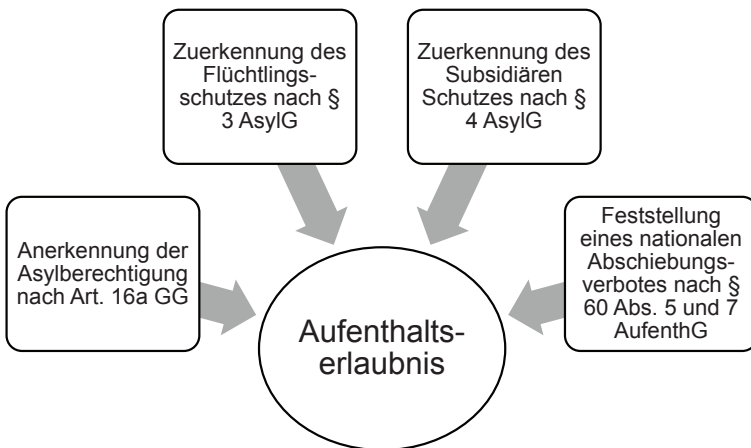 Zuerkennung des
Flüchtlings-
schutzes nach §
3 AsylG
Zuerkennung des
Subsidiären
Schutzes nach §
4 AsylG
Anerkennung der
Asylberechtigung
nach Art. 16a GG
Feststellung
eines nationalen
Abschiebungs-
verbotes nach §
60 Abs. 5 und 7
AufenthG
Aufenthalts-
erlaubnis